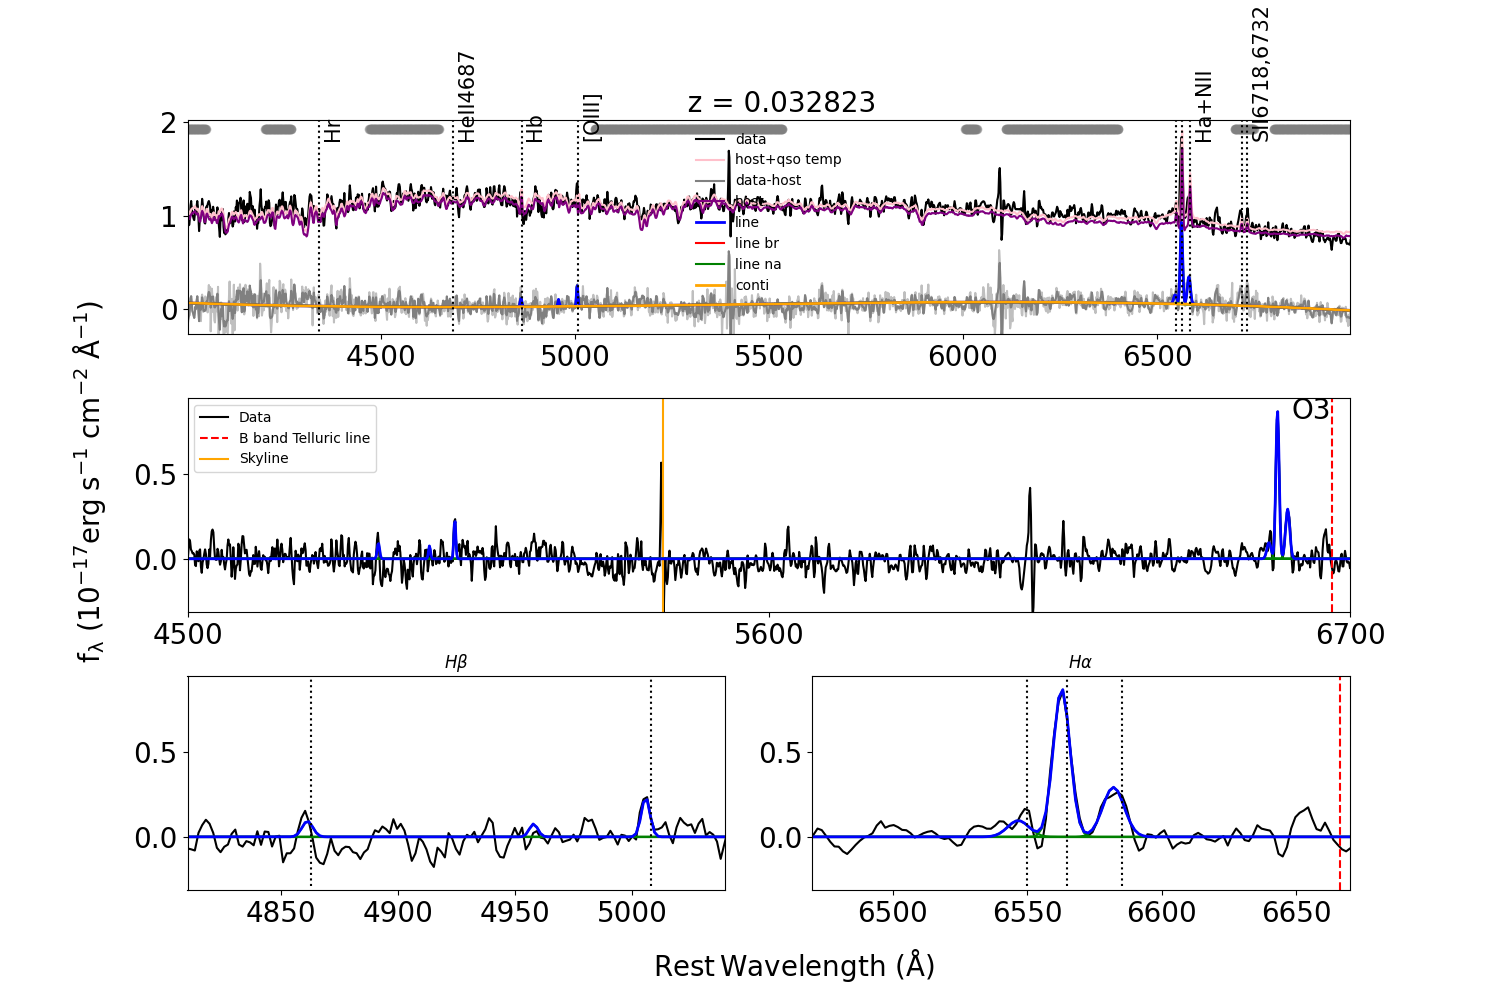 z = 0.032823
Hr
HeII4687
Hb
[OIII]
Ha+NII
SII6718,6732
data
host+qso temp
data-host
host
line
line br
line na
conti
2
1
0
4500 5000 5500 6000 6500
fλ (10⁻¹⁷erg s⁻¹ cm⁻² Å⁻¹)
Data
B band Telluric line
Skyline
O3
0.5
0.0
4500 5600 6700
Hβ
0.5
0.0
4850 4900 4950 5000
Hα
0.5
0.0
6500 6550 6600 6650
Rest Wavelength (Å)